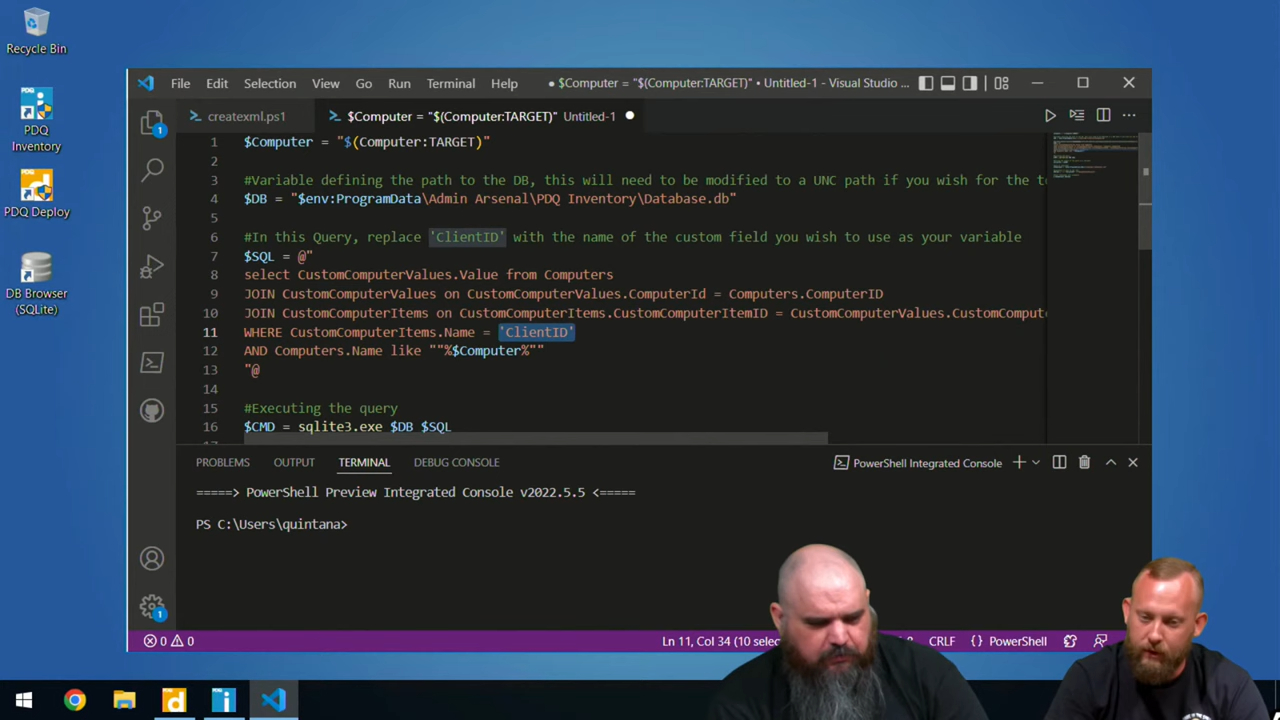 Recycle Bin
PDQ
Inventory
PDQ Deploy
DB Browser
(SQLite)
File Edit Selection View Go Run Terminal Help
● $Computer = "$(Computer:TARGET)" • Untitled-1 - Visual Studio ...
createxml.ps1
$Computer = "$(Computer:TARGET)" Untitled-1
1 $Computer = "$(Computer:TARGET)"
2
3 #Variable defining the path to the DB, this will need to be modified to a UNC path if you wish for the to
4 $DB = "$env:ProgramData\Admin Arsenal\PDQ Inventory\Database.db"
5
6 #In this Query, replace 'ClientID' with the name of the custom field you wish to use as your variable
7 $SQL = @"
8 select CustomComputerValues.Value from Computers
9 JOIN CustomComputerValues on CustomComputerValues.ComputerId = Computers.ComputerID
10 JOIN CustomComputerItems on CustomComputerItems.CustomComputerItemID = CustomComputerValues.CustomComput
11 WHERE CustomComputerItems.Name = 'ClientID'
12 AND Computers.Name like ""%$Computer%""
13 "@
14
15 #Executing the query
16 $CMD = sqlite3.exe $DB $SQL
PROBLEMS OUTPUT TERMINAL DEBUG CONSOLE
PowerShell Integrated Console
=====> PowerShell Preview Integrated Console v2022.5.5 <=====
PS C:\Users\quintana>
1
1
0 0
Ln 11, Col 34 (10 selec
CRLF
{} PowerShell